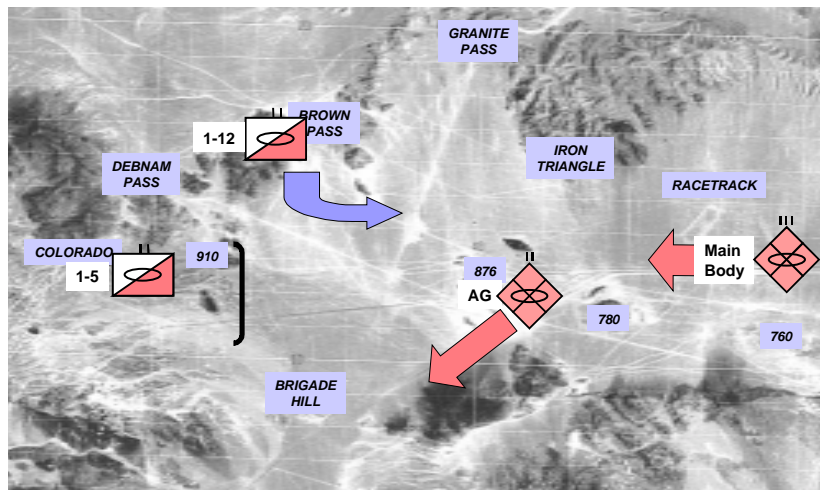 GRANITE
PASS
BROWN
PASS
1-12
DEBNAM
PASS
IRON
TRIANGLE
RACETRACK
COLORADO
910
1-5
876
AG
Main
Body
780
760
BRIGADE
HILL